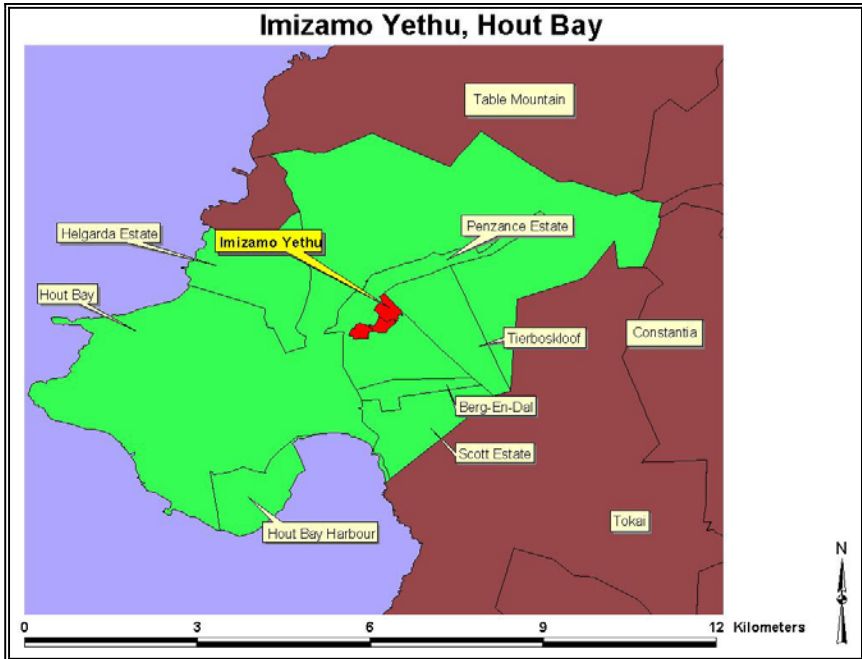 Imizamo Yethu, Hout Bay
Table Mountain
Helgarda Estate
Penzance Estate
Imizamo Yethu
Hout Bay
Tierboskloof
Constantia
Berg-En-Dal
Scott Estate
Hout Bay Harbour
Tokai
N
0 3 6 9 12 Kilometers